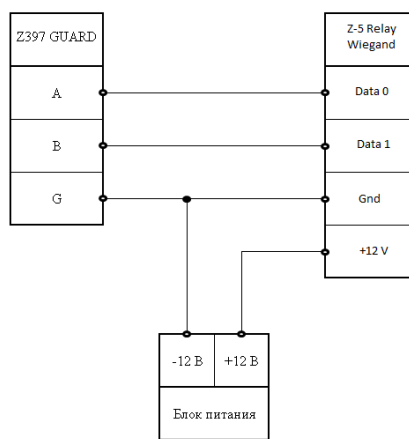 Z397 GUARD
A
B
G
Z-5 Relay
Wiegand
Data 0
Data 1
Gnd
+12 V
-12 В
+12 В
Блок питания